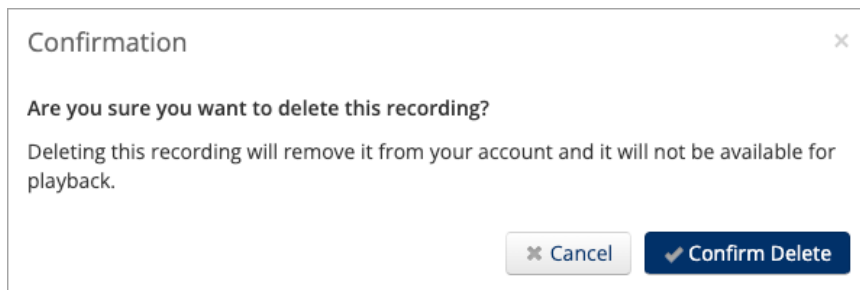 Confirmation
Are you sure you want to delete this recording?
Deleting this recording will remove it from your account and it will not be available for
playback.
Cancel
Confirm Delete